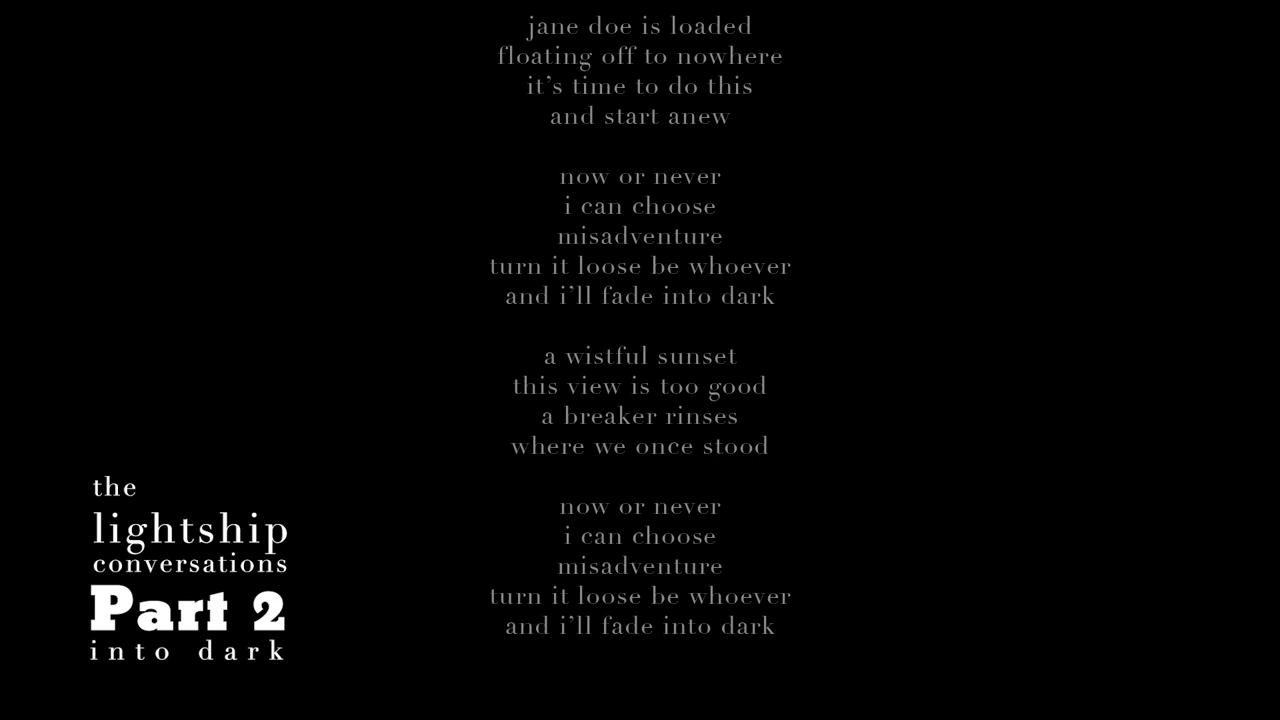 jane doe is loaded
floating off to nowhere
it's time to do this
and start anew
now or never
i can choose
misadventure
turn it loose be whoever
and i'll fade into dark
a wistful sunset
this view is too good
a breaker rinses
where we once stood
now or never
i can choose
misadventure
turn it loose be whoever
and i'll fade into dark
the
lightship
conversations
Part 2
into dark